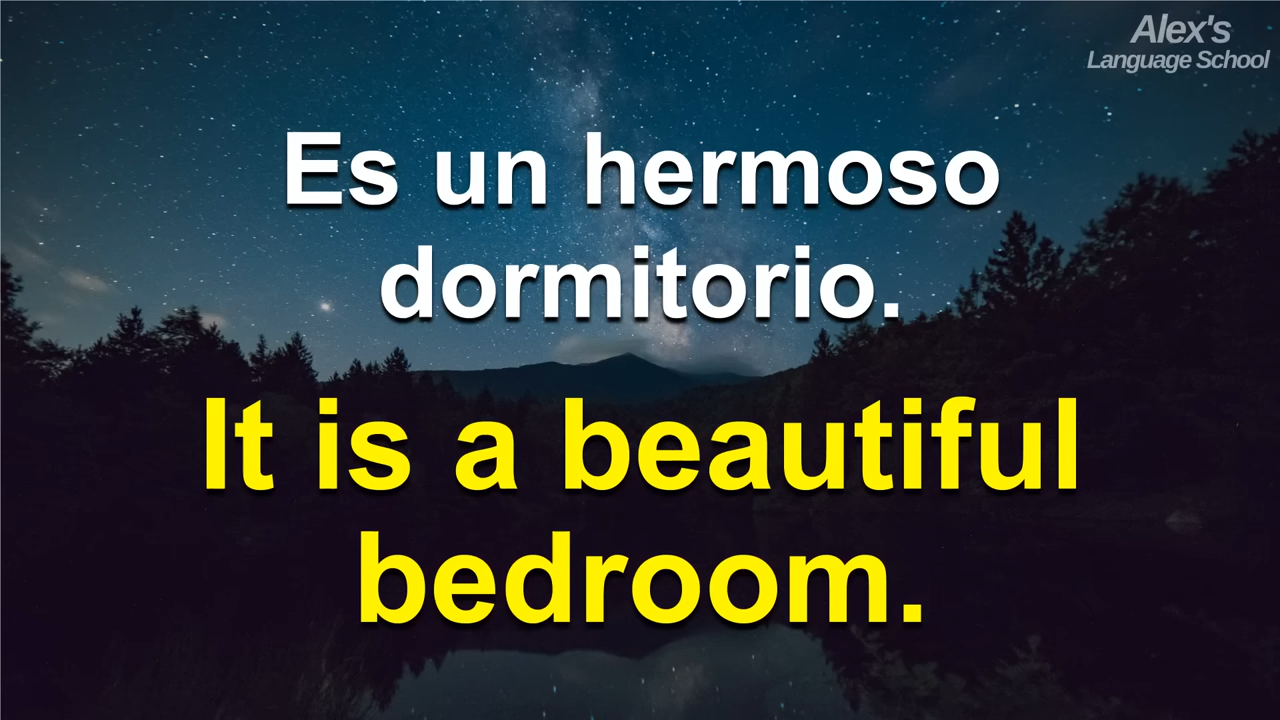 Alex's
Language School
Es un hermoso
dormitorio.
It is a beautiful
bedroom.